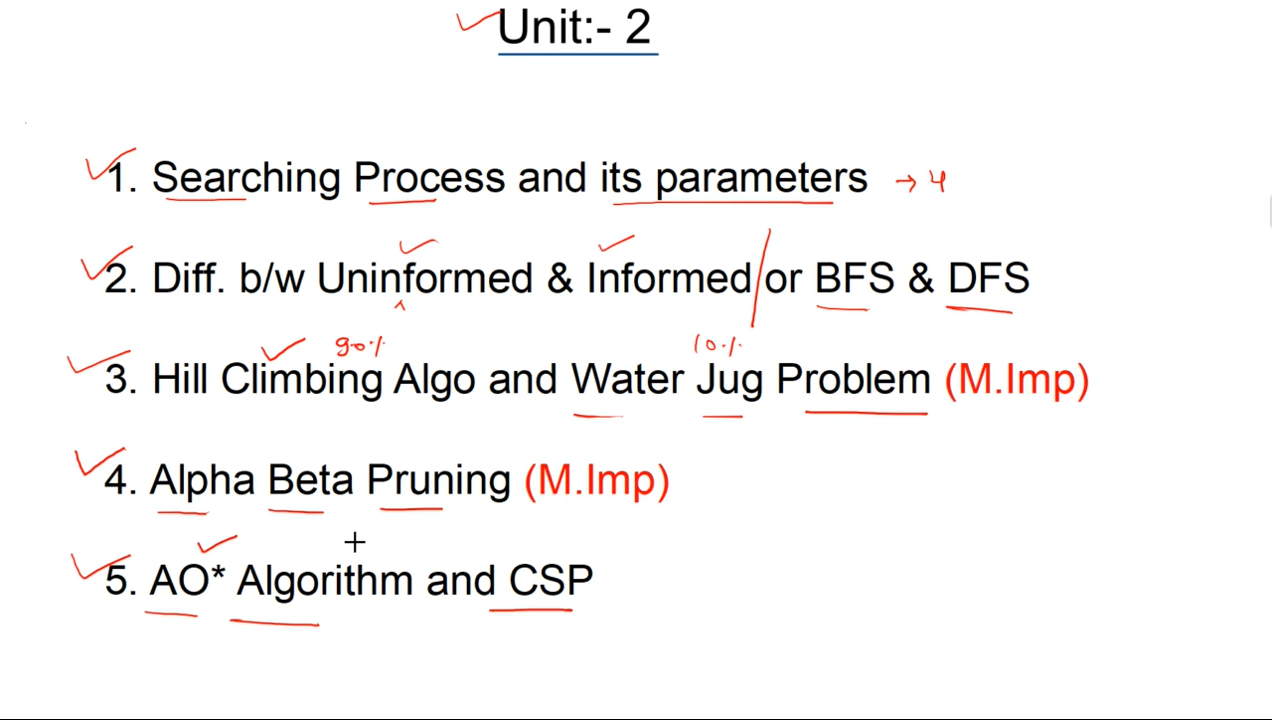 Unit:- 2
1. Searching Process and its parameters → 4
2. Diff. b/w Uninformed & Informed / or BFS & DFS
90% 10%
3. Hill Climbing Algo and Water Jug Problem (M.Imp)
4. Alpha Beta Pruning (M.Imp)
5. AO* Algorithm and CSP